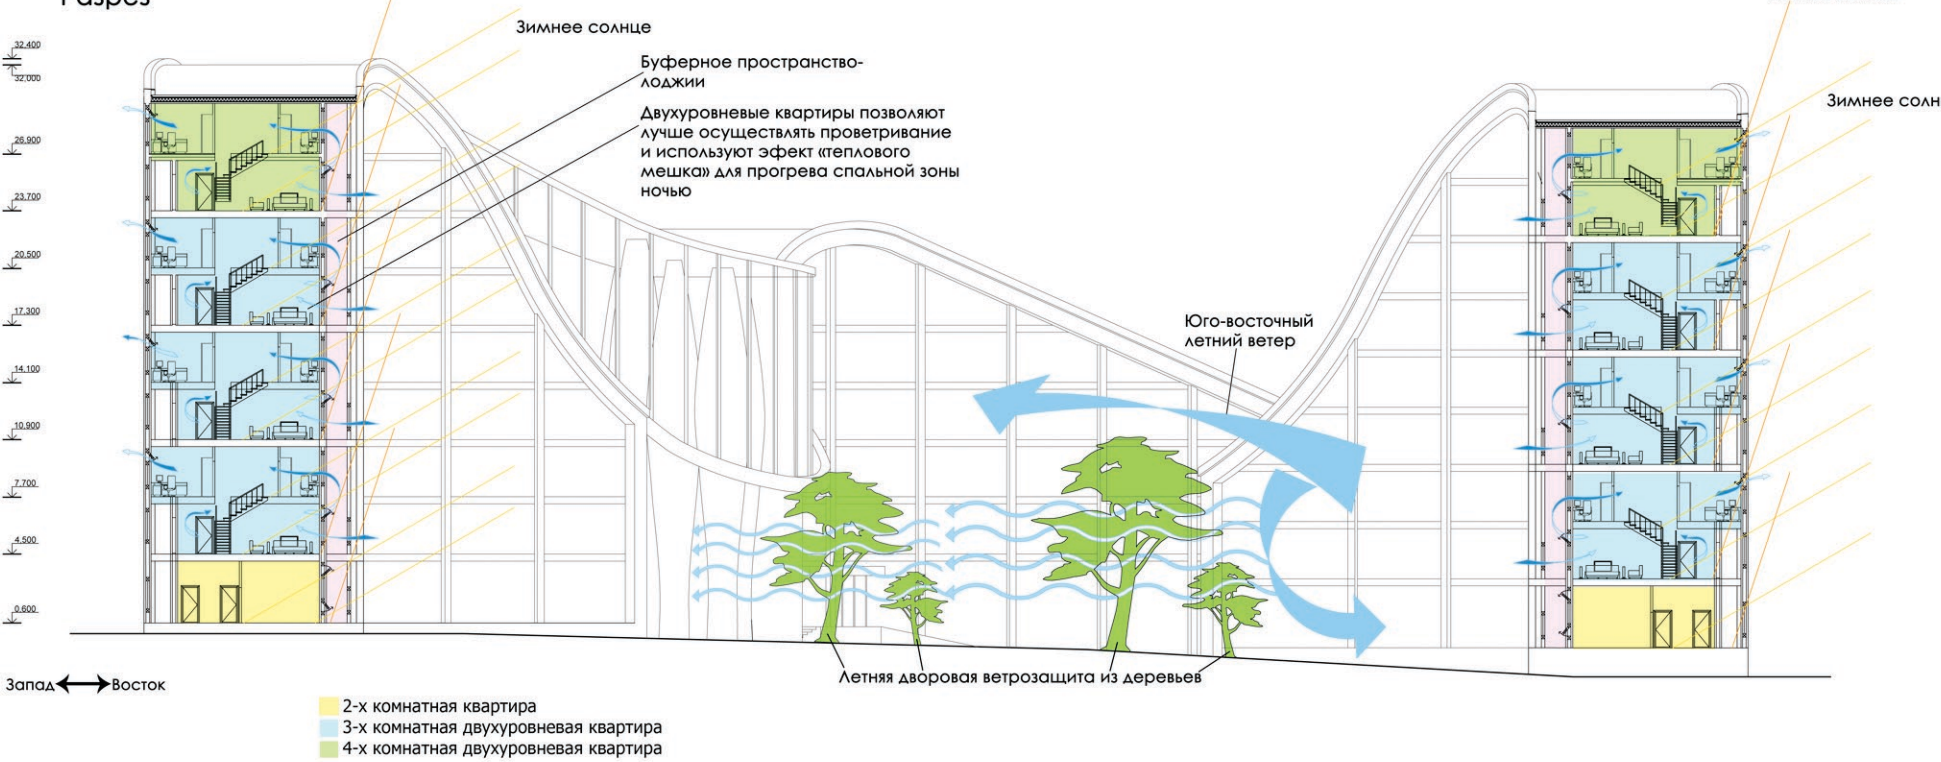 Разрез
Зимнее солнце
Буферное пространство-
лоджии
Двухуровневые квартиры позволяют
лучше осуществлять проветривание
и используют эфект «теплового
мешка» для прогрева спальной зоны
ночью
Зимнее солн
Юго-восточный
летний ветер
32.400
32.000
26.900
23.700
20.500
17.300
14.100
10.900
7.700
4.500
0.600
Летняя дворовая ветрозащита из деревьев
Запад Восток
2-х комнатная квартира
3-х комнатная двухуровневая квартира
4-х комнатная двухуровневая квартира